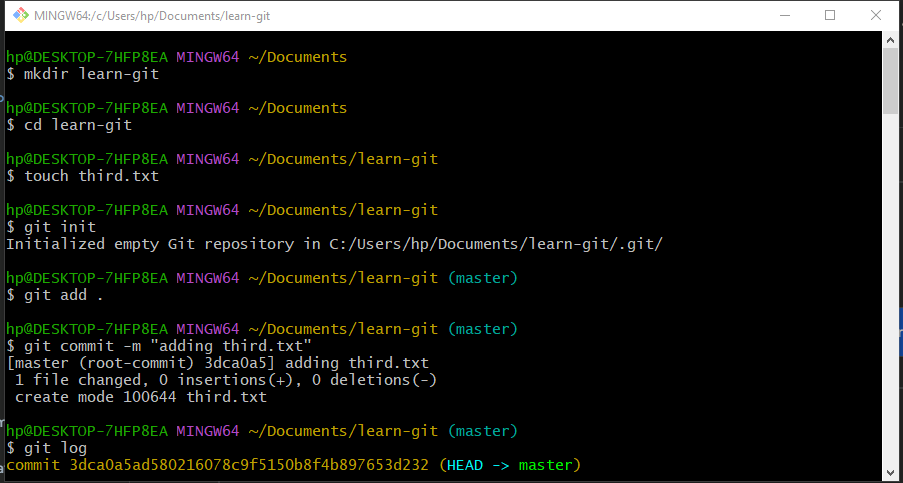 MINGW64:/c/Users/hp/Documents/learn-git
hp@DESKTOP-7HFP8EA MINGW64 ~/Documents
$ mkdir learn-git
hp@DESKTOP-7HFP8EA MINGW64 ~/Documents
$ cd learn-git
hp@DESKTOP-7HFP8EA MINGW64 ~/Documents/learn-git
$ touch third.txt
hp@DESKTOP-7HFP8EA MINGW64 ~/Documents/learn-git
$ git init
Initialized empty Git repository in C:/Users/hp/Documents/learn-git/.git/
hp@DESKTOP-7HFP8EA MINGW64 ~/Documents/learn-git (master)
$ git add .
hp@DESKTOP-7HFP8EA MINGW64 ~/Documents/learn-git (master)
$ git commit -m "adding third.txt"
[master (root-commit) 3dca0a5] adding third.txt
 1 file changed, 0 insertions(+), 0 deletions(-)
 create mode 100644 third.txt
hp@DESKTOP-7HFP8EA MINGW64 ~/Documents/learn-git (master)
$ git log
commit 3dca0a5ad580216078c9f5150b8f4b897653d232 (HEAD -> master)